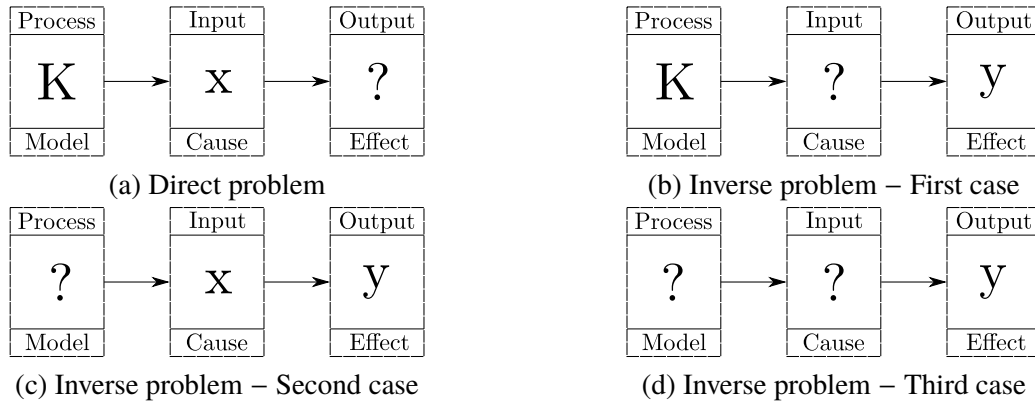 Process Input Output
K x ?
Model Cause Effect
(a) Direct problem
Process Input Output
K ? y
Model Cause Effect
(b) Inverse problem – First case
Process Input Output
? x y
Model Cause Effect
(c) Inverse problem – Second case
Process Input Output
? ? y
Model Cause Effect
(d) Inverse problem – Third case